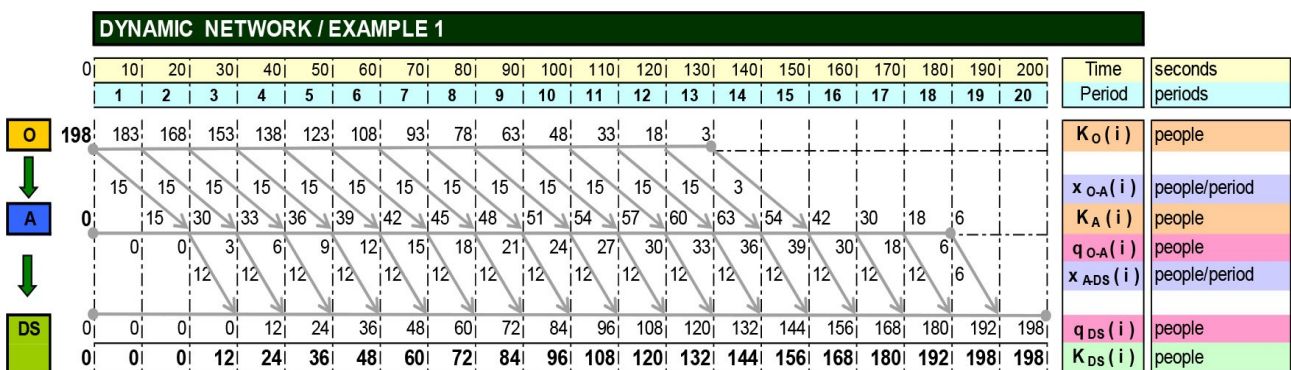 DYNAMIC NETWORK / EXAMPLE 1
0 10 20 30 40 50 60 70 80 90 100 110 120 130 140 150 160 170 180 190 200 Time seconds
1 2 3 4 5 6 7 8 9 10 11 12 13 14 15 16 17 18 19 20 Period periods
O 198 183 168 153 138 123 108 93 78 63 48 33 18 3 K O ( i ) people
15 15 15 15 15 15 15 15 15 15 15 15 15 3 x O-A ( i ) people/period
A 0 15 30 33 36 39 42 45 48 51 54 57 60 63 54 42 30 18 6 K A ( i ) people
0 0 3 6 9 12 15 18 21 24 27 30 33 36 39 30 18 6 q O-A ( i ) people
12 12 12 12 12 12 12 12 12 12 12 12 12 12 12 12 6 x A-DS ( i ) people/period
DS 0 0 0 0 12 24 36 48 60 72 84 96 108 120 132 144 156 168 180 192 198 q DS ( i ) people
0 0 0 12 24 36 48 60 72 84 96 108 120 132 144 156 168 180 192 198 198 K DS ( i ) people